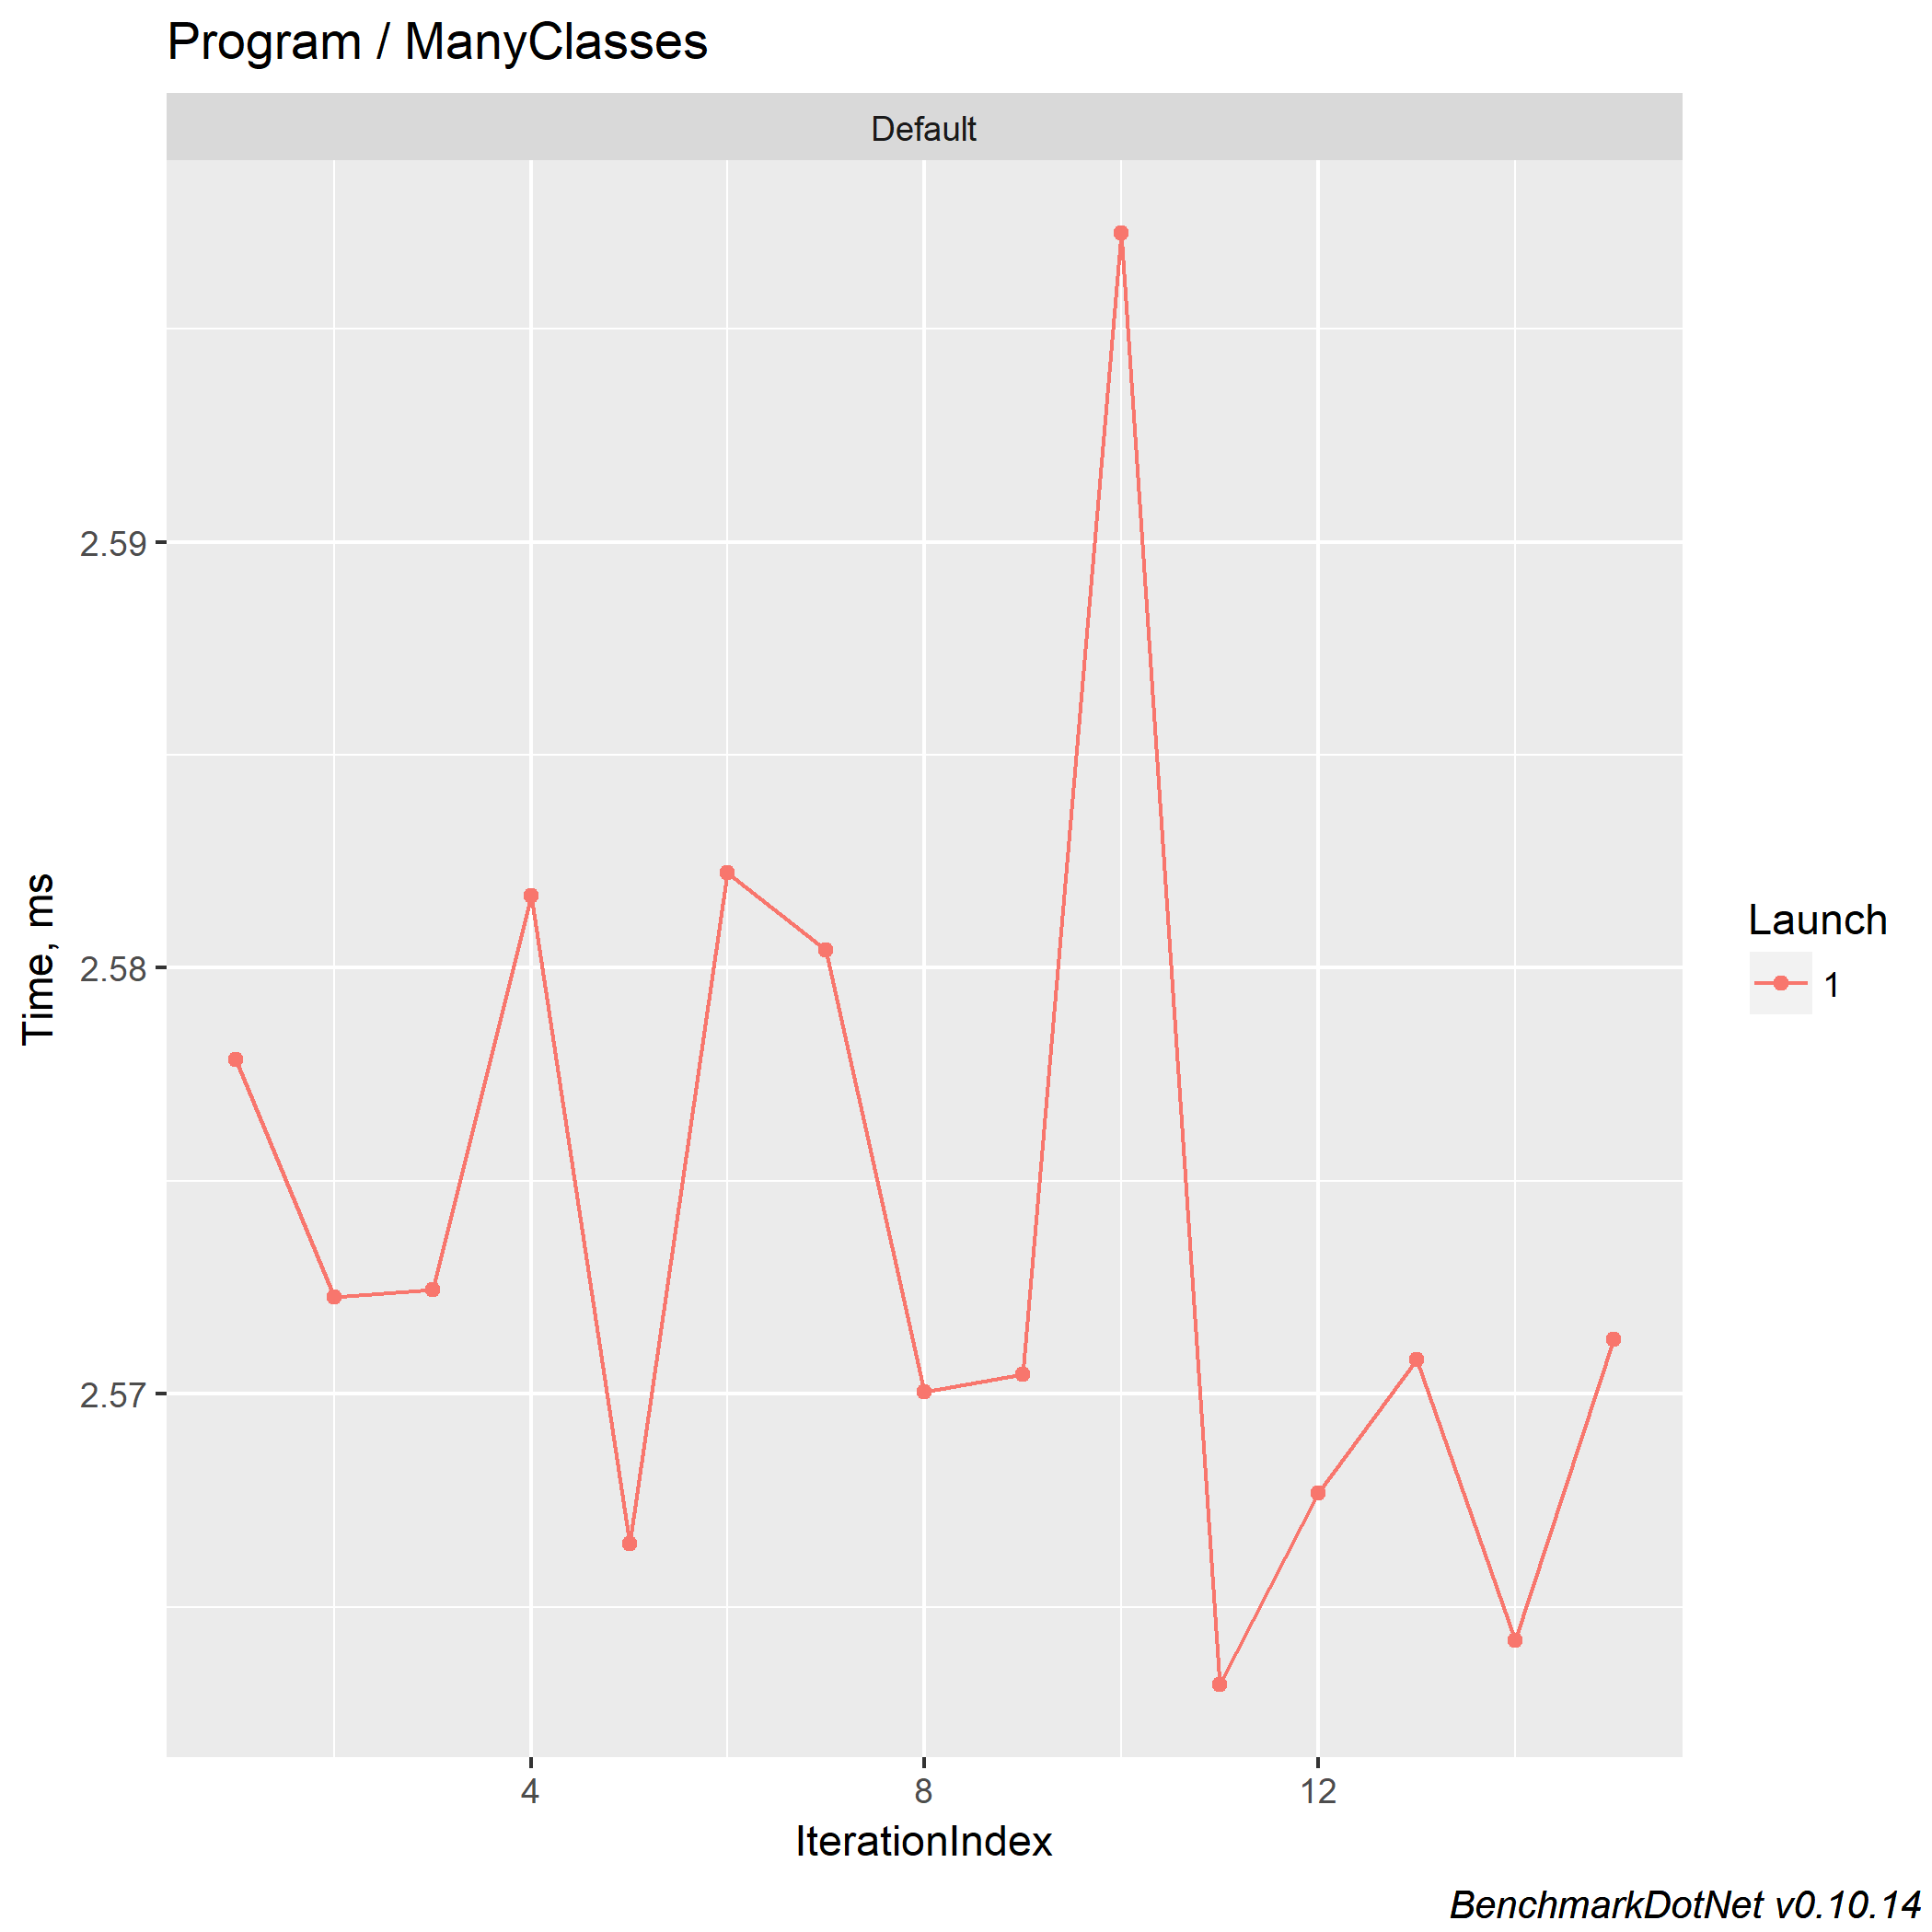 Program / ManyClasses
Default
2.59
2.58
2.57
Time, ms
4
8
12
IterationIndex
Launch
1
BenchmarkDotNet v0.10.14